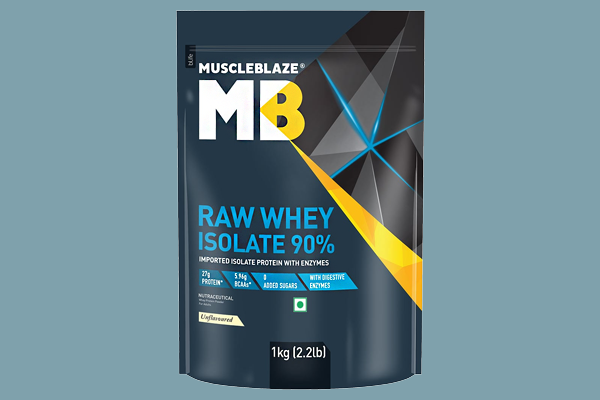 MUSCLEBLAZE®
MB
RAW WHEY
ISOLATE 90%
IMPORTED ISOLATE PROTEIN WITH ENZYMES
27g
PROTEIN*
5.96g
BCAAs*
0
ADDED SUGARS
WITH DIGESTIVE
ENZYMES
NUTRACEUTICAL
Unflavoured
1kg (2.2lb)